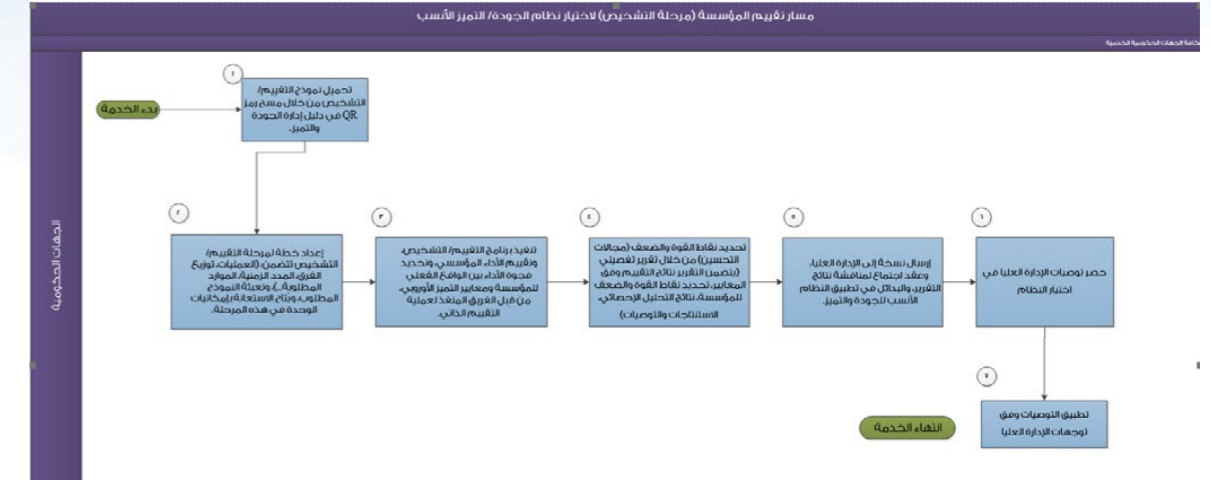 مسار تقييم المؤسسة (مرحلة التشخيص) لاختيار نظام الجودة/ التميز الأنسب
لكافة الجهات الحكومية الخدمية
الجهات الحكومية
بدء الخدمة
١
تحميل نموذج التقييم/
التشخيص من خلال مسح رمز
QR في دليل إدارة الجودة
والتميز.
٢
إعداد خطة لمرحلة التقييم/
التشخيص تتضمن: (العمليات، توزيع
الفرق، المدد الزمنية، الموارد
المطلوبة..)، وتعبئة النموذج
المطلوب، ويتاح الاستعانة بإمكانيات
الوحدة في هذه المرحلة.
٣
تنفيذ برنامج التقييم/ التشخيص،
وتقييم الأداء المؤسسي، وتحديد
فجوة الأداء بين الواقع الفعلي
للمؤسسة ومعايير التميز الأوروبي،
من قبل الفريق المنفذ لعملية
التقييم الذاتي.
٤
تحديد نقاط القوة والضعف (مجالات
التحسين) من خلال تقرير تفصيلي
(يتضمن التقرير نتائج التقييم وفق
المعايير، تحديد نقاط القوة والضعف
للمؤسسة، نتائج التحليل الإحصائي،
الاستنتاجات والتوصيات)
٥
إرسال نسخة إلى الإدارة العليا،
وعقد اجتماع لمناقشة نتائج
التقرير، والبدائل في تطبيق النظام
الأنسب للجودة والتميز.
٦
حصر توصيات الإدارة العليا في
اختيار النظام
٧
تطبيق التوصيات وفق
توجهات الإدارة العليا
انتهاء الخدمة